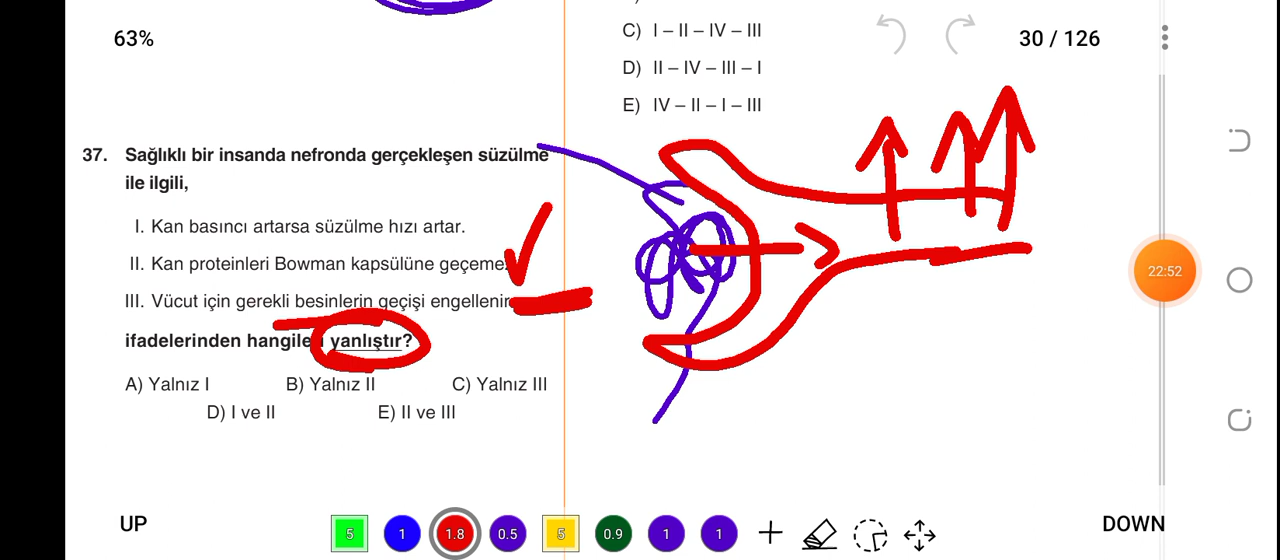 63%
30 / 126
C) I – II – IV – III
D) II – IV – III – I
E) IV – II – I – III
37. Sağlıklı bir insanda nefronda gerçekleşen süzülme
ile ilgili,
I. Kan basıncı artarsa süzülme hızı artar.
II. Kan proteinleri Bowman kapsülüne
III. Vücut için gerekli besinlerin geçişi engellenir
ifadelerinden yanlıştır?
A) Yalnız I B) Yalnız II C) Yalnız III
D) I ve II E) II ve III
22:52
UP
DOWN
5 1 1.8 0.5 5 0.9 1 1